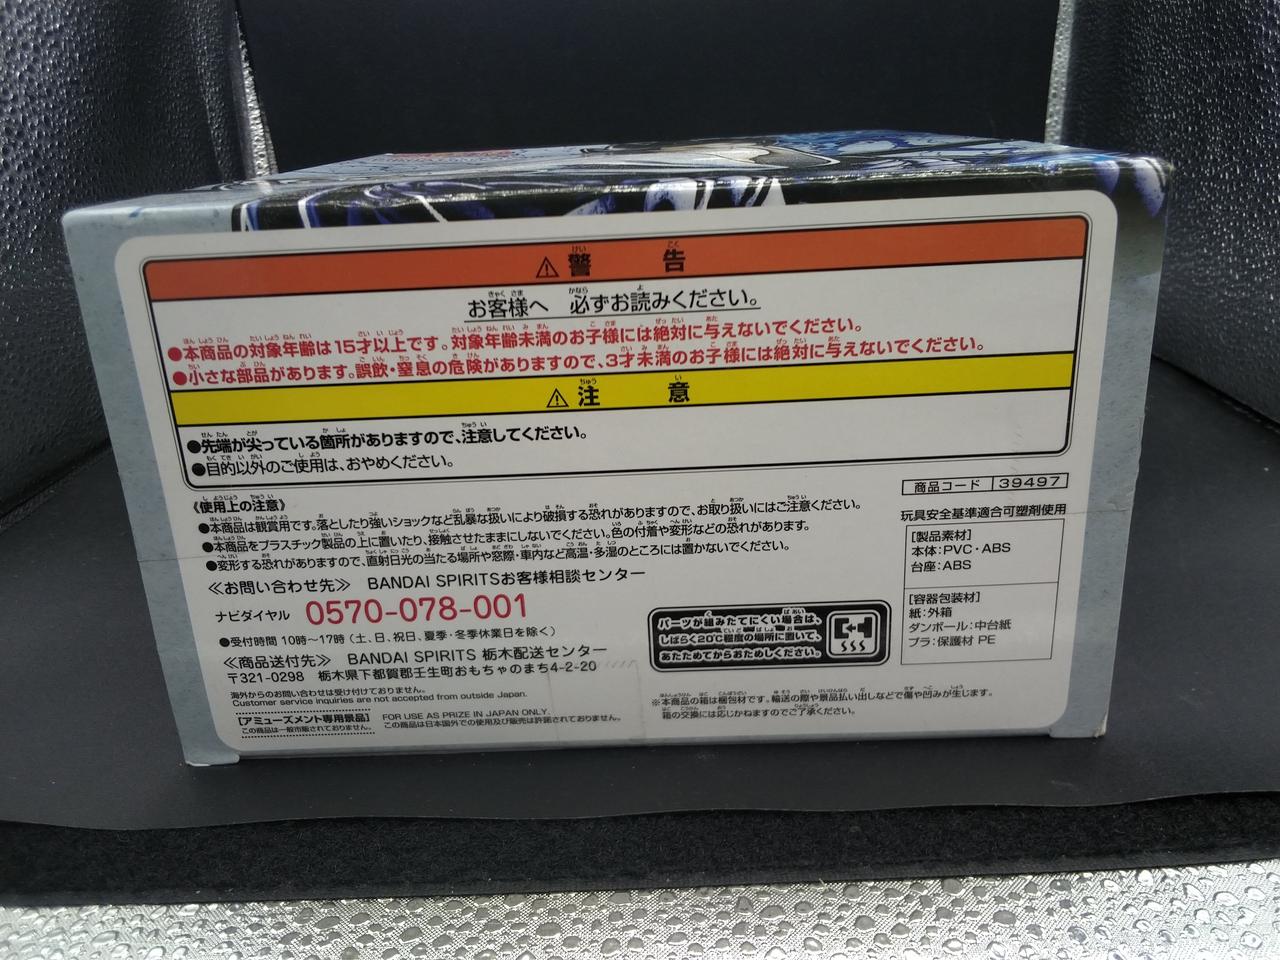 ⚠警告
お客様へ 必ずお読みください。
●本商品の対象年齢は15才以上です。対象年齢未満のお子様には絶対に与えないでください。
●小さな部品があります。誤飲・窒息の危険がありますので、3才未満のお子様には絶対に与えないでください。
⚠注意
●先端が尖っている箇所がありますので、注意してください。
●目的以外のご使用は、おやめください。
《使用上の注意》
●本商品は観賞用です。落としたり強いショックなど乱暴な扱いにより破損する恐れがありますので、お取り扱いにはご注意ください。
●本商品をプラスチック製品の上に置いたり、接触させたままにしないでください。色の付着や変形などの恐れがあります。
●変形する恐れがありますので、直射日光の当たる場所や窓際・車内など高温・多湿のところには置かないでください。
≪お問い合わせ先≫ BANDAI SPIRITSお客様相談センター
ナビダイヤル 0570-078-001
●受付時間 10時〜17時(土、日、祝日、夏季・冬季休業日を除く)
≪商品送付先≫ BANDAI SPIRITS 栃木配送センター
〒321-0298 栃木県下都賀郡壬生町おもちゃのまち4-2-20
海外からのお問い合わせは受け付けておりません。
Customer service inquiries are not accepted from outside Japan.
[アミューズメント専用景品]
この商品は一般市販されておりません。
FOR USE AS PRIZE IN JAPAN ONLY.
この商品は日本国外での使用及び販売は許諾されておりません。
商品コード 39497
玩具安全基準適合可塑剤使用
[製品素材]
本体:PVC・ABS
台座:ABS
[容器包装材]
紙:外箱
ダンボール:中台紙
プラ:保護材 PE
パーツが組みたてにくい場合は、
しばらく20℃程度の場所に置いて、
あたためてからおためしください。
※本商品の箱は梱包材です。輸送の際や景品払い出しなどで傷や凹みが生じます。
箱の交換には応じかねますのでご了承ください。